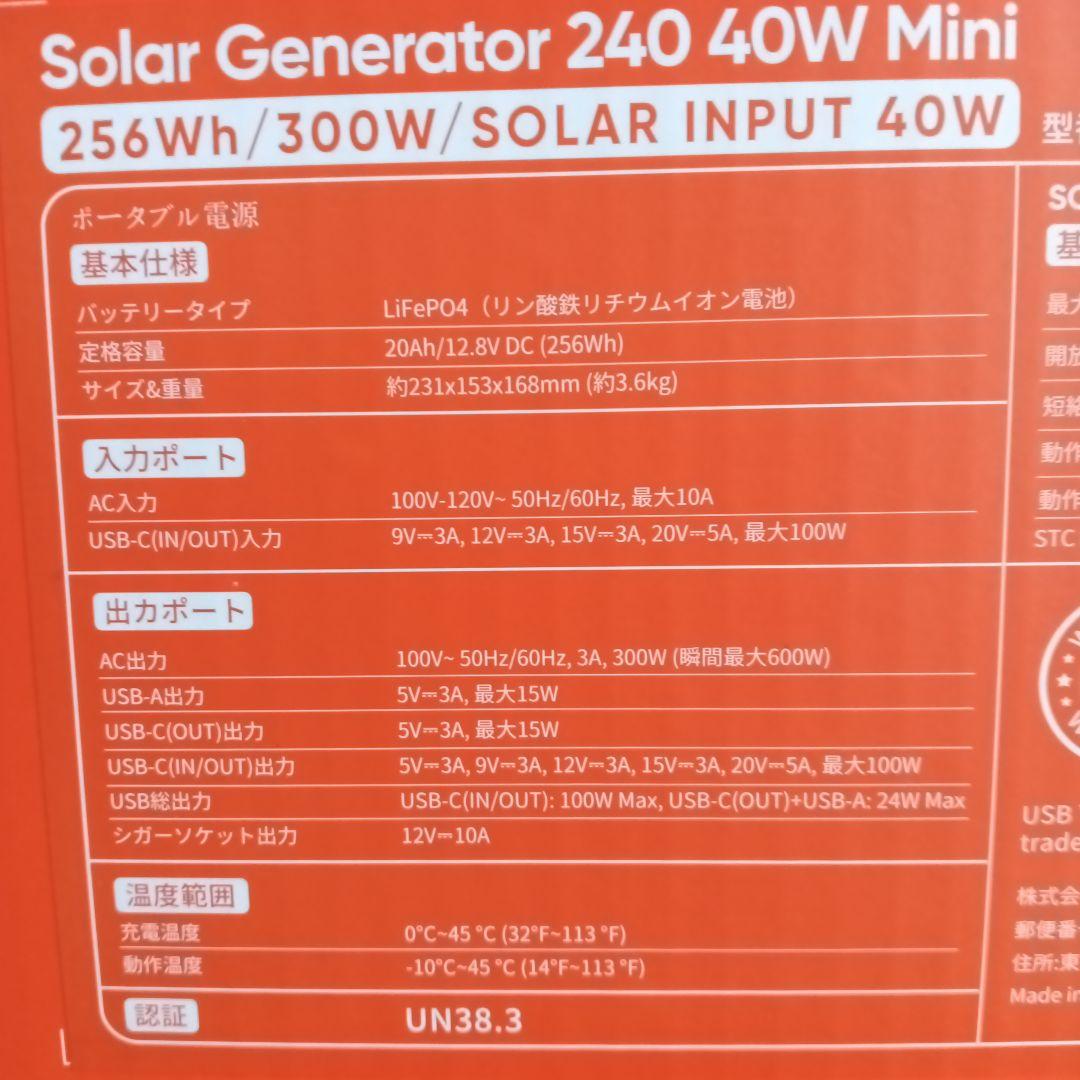 Solar Generator 240 40W Mini
256Wh/300W/SOLAR INPUT 40W
ポータブル電源
基本仕様
バッテリータイプ LiFePO4（リン酸鉄リチウムイオン電池）
定格容量 20Ah/12.8V DC (256Wh)
サイズ&重量 約231x153x168mm (約3.6kg)
入力ポート
AC入力 100V-120V~ 50Hz/60Hz, 最大10A
USB-C(IN/OUT)入力 9V⎓3A, 12V⎓3A, 15V⎓3A, 20V⎓5A, 最大100W
出力ポート
AC出力 100V~ 50Hz/60Hz, 3A, 300W (瞬間最大600W)
USB-A出力 5V⎓3A, 最大15W
USB-C(OUT)出力 5V⎓3A, 最大15W
USB-C(IN/OUT)出力 5V⎓3A, 9V⎓3A, 12V⎓3A, 15V⎓3A, 20V⎓5A, 最大100W
USB総出力 USB-C(IN/OUT): 100W Max, USB-C(OUT)+USB-A: 24W Max
シガーソケット出力 12V⎓10A
温度範囲
充電温度 0°C~45 °C (32°F~113 °F)
動作温度 -10°C~45 °C (14°F~113 °F)
認証 UN38.3
型
基
最
開放
短絡
動作
動作
STC
USB
trade
株式会
郵便番
住所:東
Made in